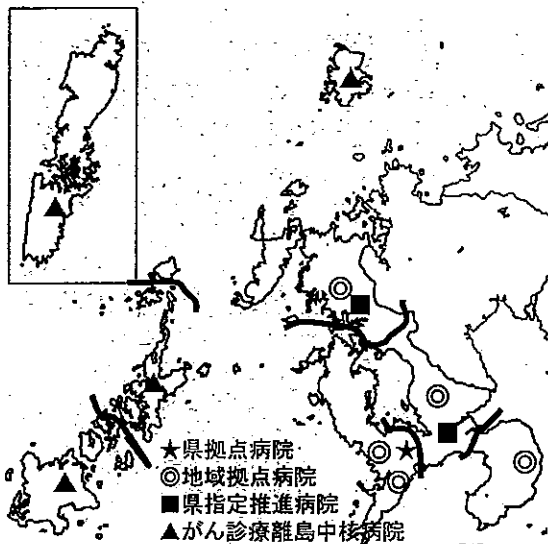 ★県拠点病院
◎地域拠点病院
■県指定推進病院
▲がん診療離島中核病院